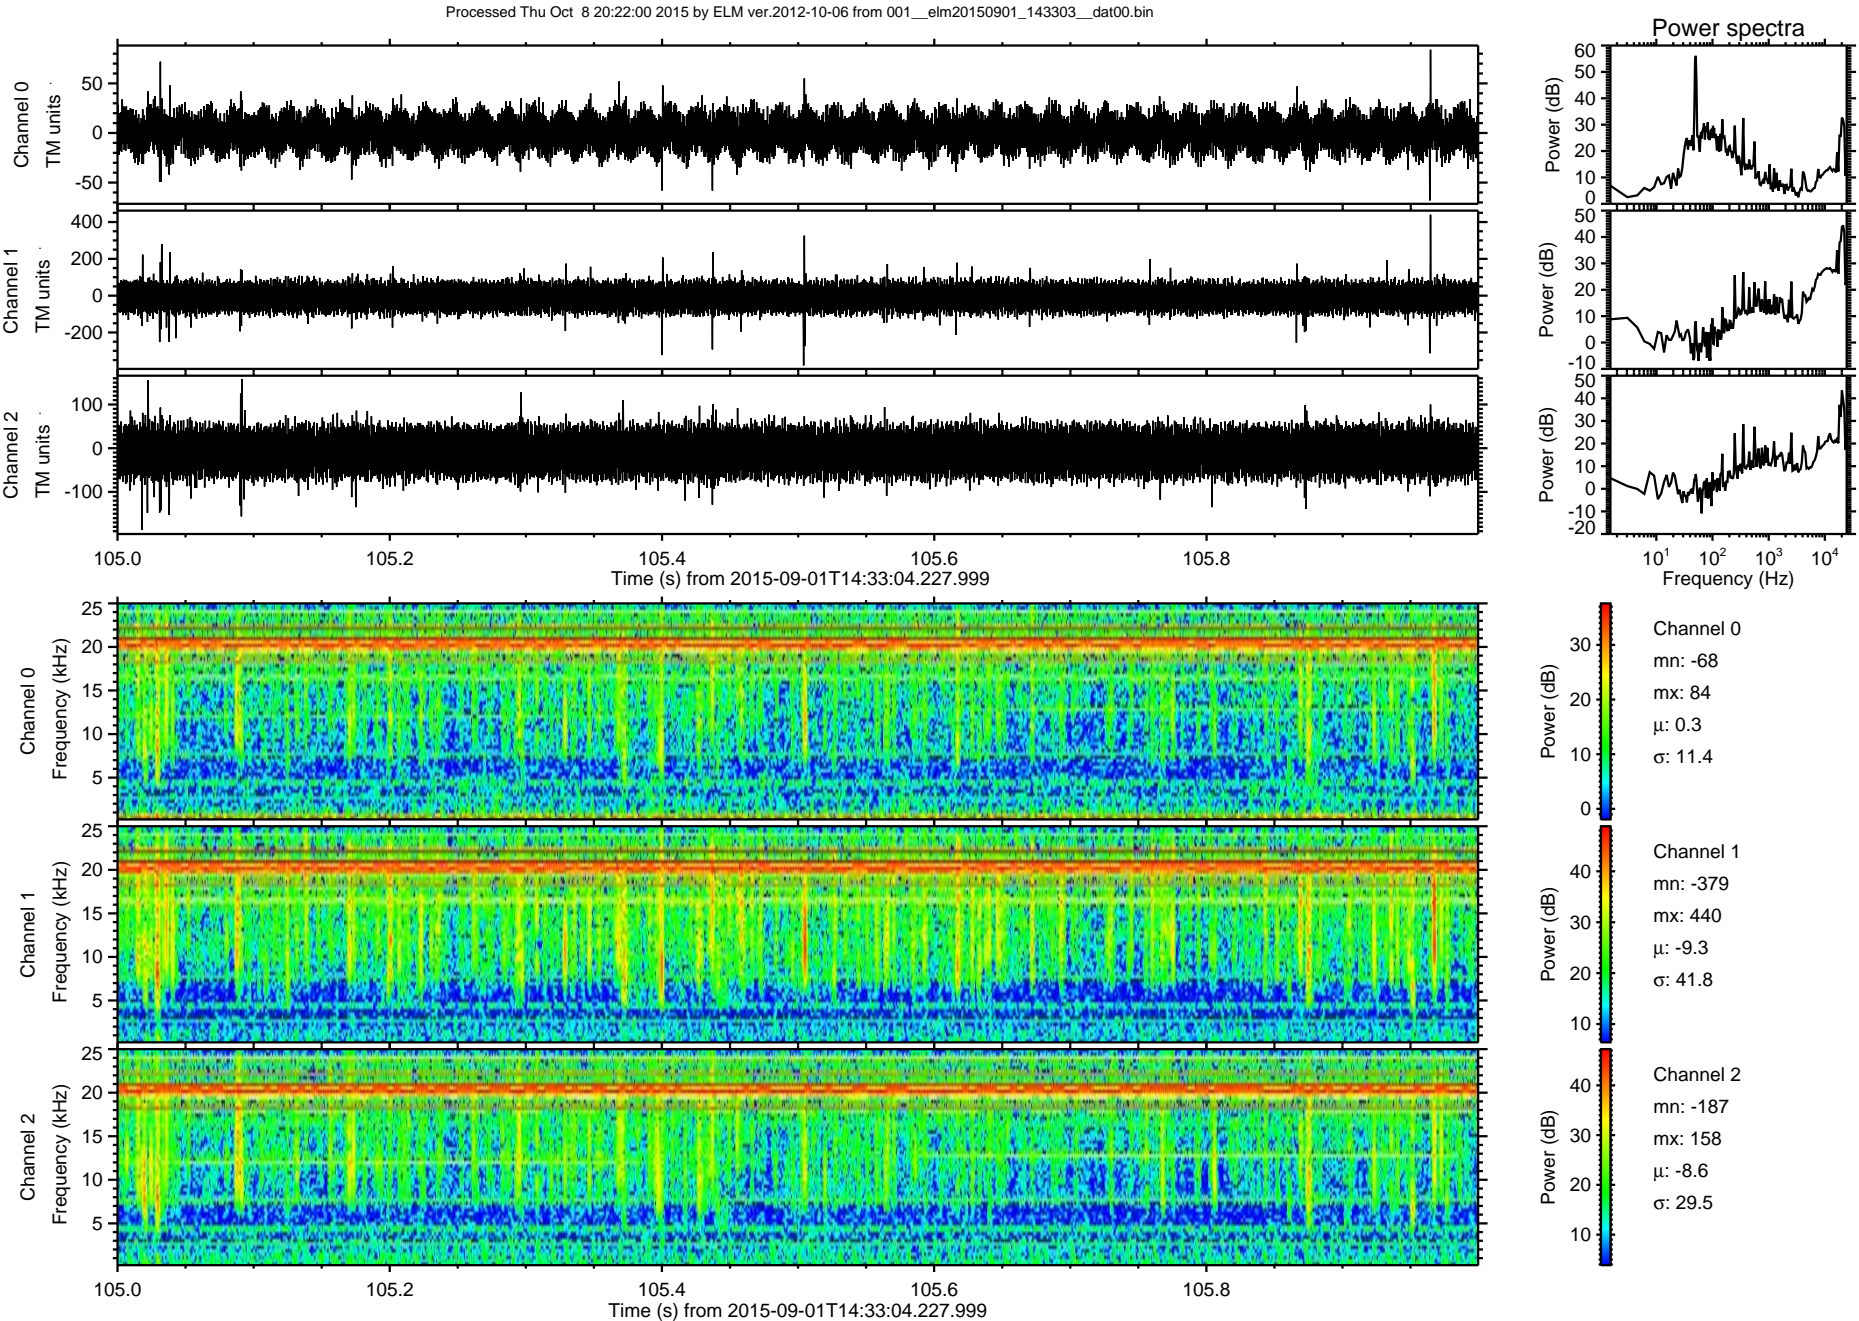 Processed Thu Oct  8 20:22:00 2015 by ELM ver.2012-10-06 from 001__elm20150901_143303__dat00.bin
Power spectra
Channel 0
TM units
50
0
-50
Power (dB)
60
50
40
30
20
10
0
Channel 1
TM units
400
200
0
-200
Power (dB)
50
40
30
20
10
0
-10
Channel 2
TM units
100
0
-100
Power (dB)
50
40
30
20
10
0
-10
-20
105.0 105.2 105.4 105.6 105.8
Time (s) from 2015-09-01T14:33:04.227.999
10¹ 10² 10³ 10⁴
Frequency (Hz)
Channel 0
Frequency (kHz)
25
20
15
10
5
Power (dB)
30
20
10
0
Channel 0
mn: -68
mx: 84
μ: 0.3
σ: 11.4
Channel 1
Frequency (kHz)
25
20
15
10
5
Power (dB)
40
30
20
10
Channel 1
mn: -379
mx: 440
μ: -9.3
σ: 41.8
Channel 2
Frequency (kHz)
25
20
15
10
5
Power (dB)
40
30
20
10
Channel 2
mn: -187
mx: 158
μ: -8.6
σ: 29.5
105.0 105.2 105.4 105.6 105.8
Time (s) from 2015-09-01T14:33:04.227.999